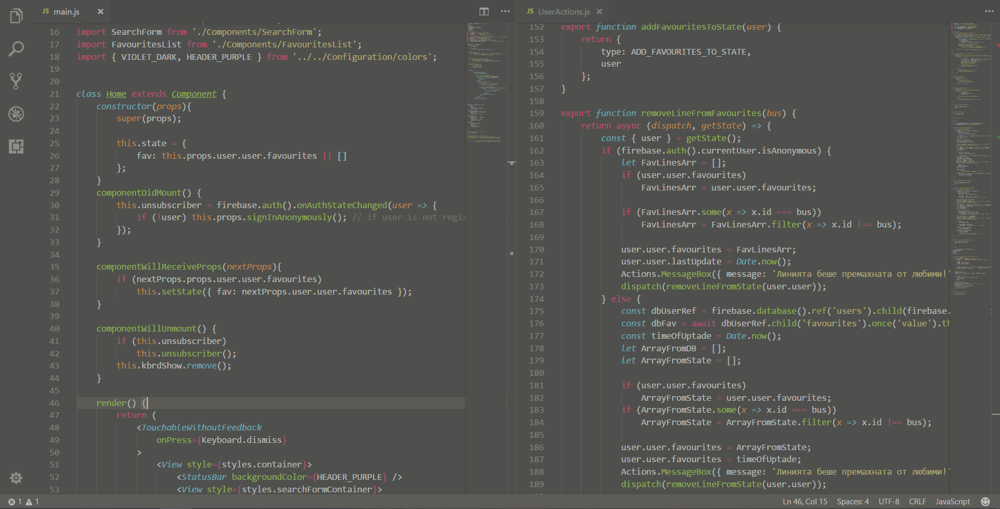 JS main.js ×
16 import SearchForm from './Components/SearchForm';
17 import FavouritesList from './Components/FavouritesList';
18 import { VIOLET_DARK, HEADER_PURPLE } from '../../Configuration/colors';
19
20
21 class Home extends Component {
22 constructor(props){
23 super(props);
24
25 this.state = {
26 fav: this.props.user.user.favourites || []
27 };
28 }
29 componentDidMount() {
30 this.unsubscriber = firebase.auth().onAuthStateChanged(user => {
31 if (!user) this.props.signInAnonymously(); // if user is not regis
32 });
33 }
34
35 componentWillReceiveProps(nextProps){
36 if (nextProps.props.user.user.favourites)
37 this.setState({ fav: nextProps.user.user.favourites });
38 }
39
40 componentWillUnmount() {
41 if (this.unsubscriber)
42 this.unsubscriber();
43 this.kbrdShow.remove();
44 }
45
46 render() {
47 return (
48 <TouchableWithoutFeedback
49 onPress={Keyboard.dismiss}
50 >
51 <View style={styles.container}>
52 <StatusBar backgroundColor={HEADER_PURPLE} />
53 <View style={styles.searchFormContainer}>
JS UserActions.js ×
152 export function addFavouritesToState(user) {
153 return {
154 type: ADD_FAVOURITES_TO_STATE,
155 user
156 };
157 }
158
159 export function removeLineFromFavourites(bus) {
160 return async (dispatch, getState) => {
161 const { user } = getState();
162 if (firebase.auth().currentUser.isAnonymous) {
163 let FavLinesArr = [];
164 if (user.user.favourites)
165 FavLinesArr = user.user.favourites;
166
167 if (FavLinesArr.some(x => x.id === bus))
168 FavLinesArr = FavLinesArr.filter(x => x.id !== bus);
169
170 user.user.favourites = FavLinesArr;
171 user.user.lastUpdate = Date.now();
172 Actions.MessageBox({ message: 'Линията беше премахната от любими!'
173 dispatch(removeLineFromState(user.user));
174 } else {
175 const dbUserRef = firebase.database().ref('users').child(firebase.
176 const dbFav = await dbUserRef.child('favourites').once('value').th
177 const timeOfUptade = Date.now();
178 let ArrayFromDB = [];
179 let ArrayFromState = [];
180
181 if (user.user.favourites)
182 ArrayFromState = user.user.favourites;
183 if (ArrayFromState.some(x => x.id === bus))
184 ArrayFromState = ArrayFromState.filter(x => x.id !== bus);
185
186 user.user.favourites = ArrayFromState;
187 user.user.favourites = timeOfUptade;
188 Actions.MessageBox({ message: 'Линията беше премахната от любими!'
189 dispatch(removeLineFromState(user.user));
1 1 Ln 46, Col 15 Spaces: 4 UTF-8 CRLF JavaScript